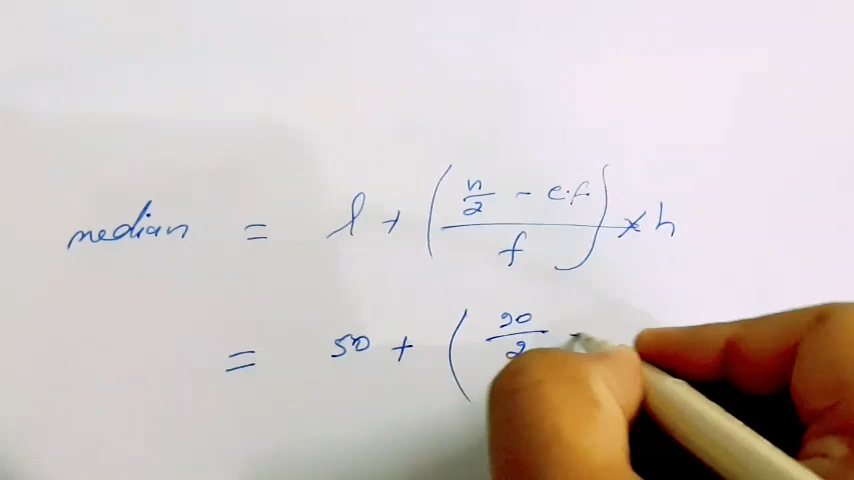 median = l + ( n/2 - c.f. / f ) × h
= 50 + ( 90/2 -